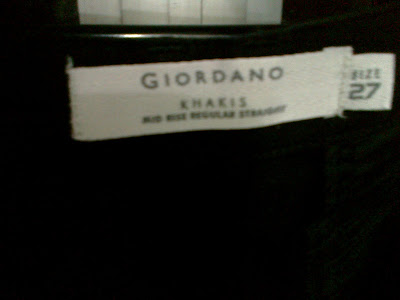 GIORDANO
KHAKIS
MID RISE REGULAR STRAIGHT
SIZE
27